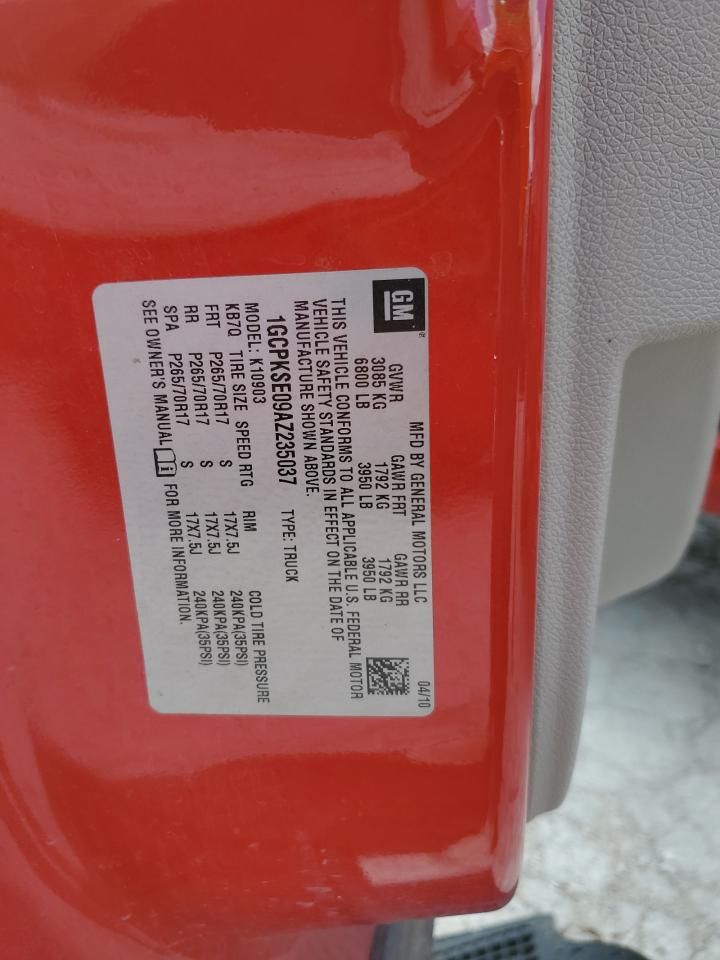 GM®
MFD BY GENERAL MOTORS LLC 04/10
GVWR GAWR FRT GAWR RR
3085 KG 1792 KG 1792 KG
6800 LB 3950 LB 3950 LB
THIS VEHICLE CONFORMS TO ALL APPLICABLE U.S. FEDERAL MOTOR
VEHICLE SAFETY STANDARDS IN EFFECT ON THE DATE OF
MANUFACTURE SHOWN ABOVE.
1GCPKSE09AZ235037 TYPE: TRUCK
MODEL: K10903
KB7Q TIRE SIZE SPEED RTG RIM COLD TIRE PRESSURE
FRT P265/70R17 S 17X7.5J 240KPA(35PSI)
RR P265/70R17 S 17X7.5J 240KPA(35PSI)
SPA P265/70R17 S 17X7.5J 240KPA(35PSI)
SEE OWNER'S MANUAL FOR MORE INFORMATION.